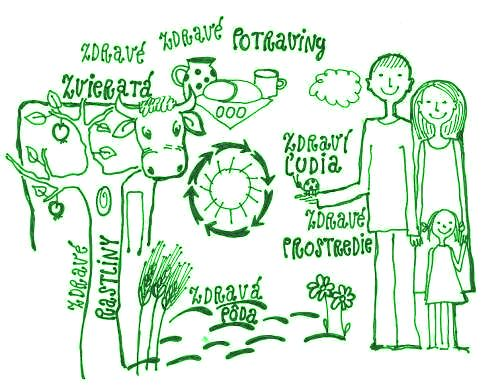 ZDRAVÉ ZDRAVÉ POTRAVINY
ZVIERATÁ
ZDRAVÍ
ĽUDIA
ZDRAVÉ
PROSTREDIE
ZDRAVÉ
RASTLINY
ZDRAVÁ
PÔDA